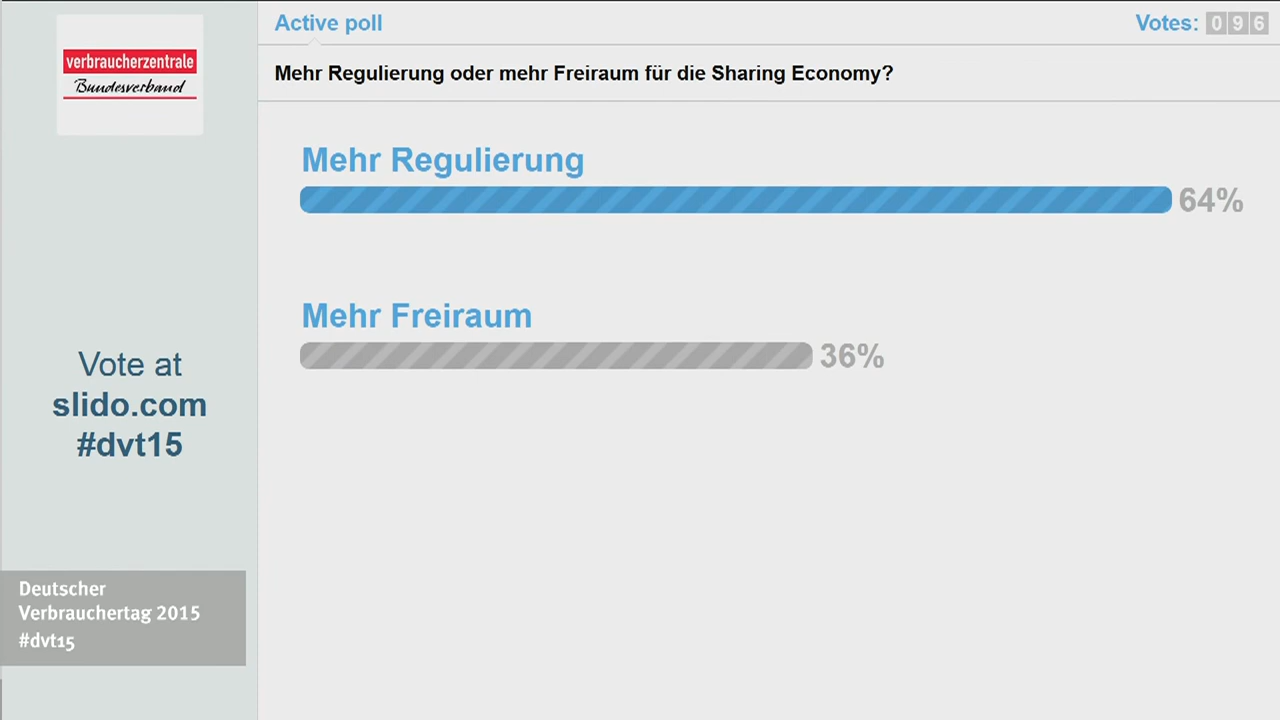 verbraucherzentrale
Bundesverband
Vote at
slido.com
#dvt15
Deutscher
Verbrauchertag 2015
#dvt15
Active poll
Votes: 096
Mehr Regulierung oder mehr Freiraum für die Sharing Economy?
Mehr Regulierung
64%
Mehr Freiraum
36%